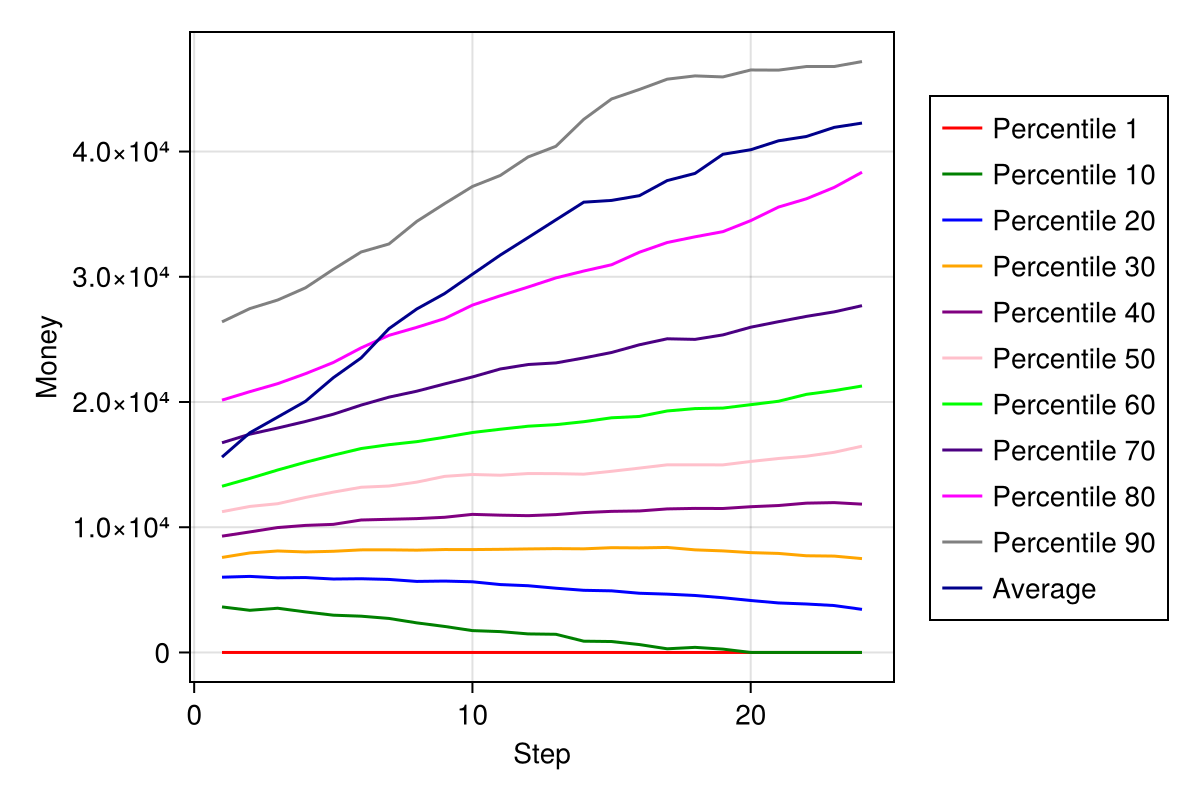 Money
4.0×10⁴
3.0×10⁴
2.0×10⁴
1.0×10⁴
0
0 10 20
Step
Percentile 1
Percentile 10
Percentile 20
Percentile 30
Percentile 40
Percentile 50
Percentile 60
Percentile 70
Percentile 80
Percentile 90
Average